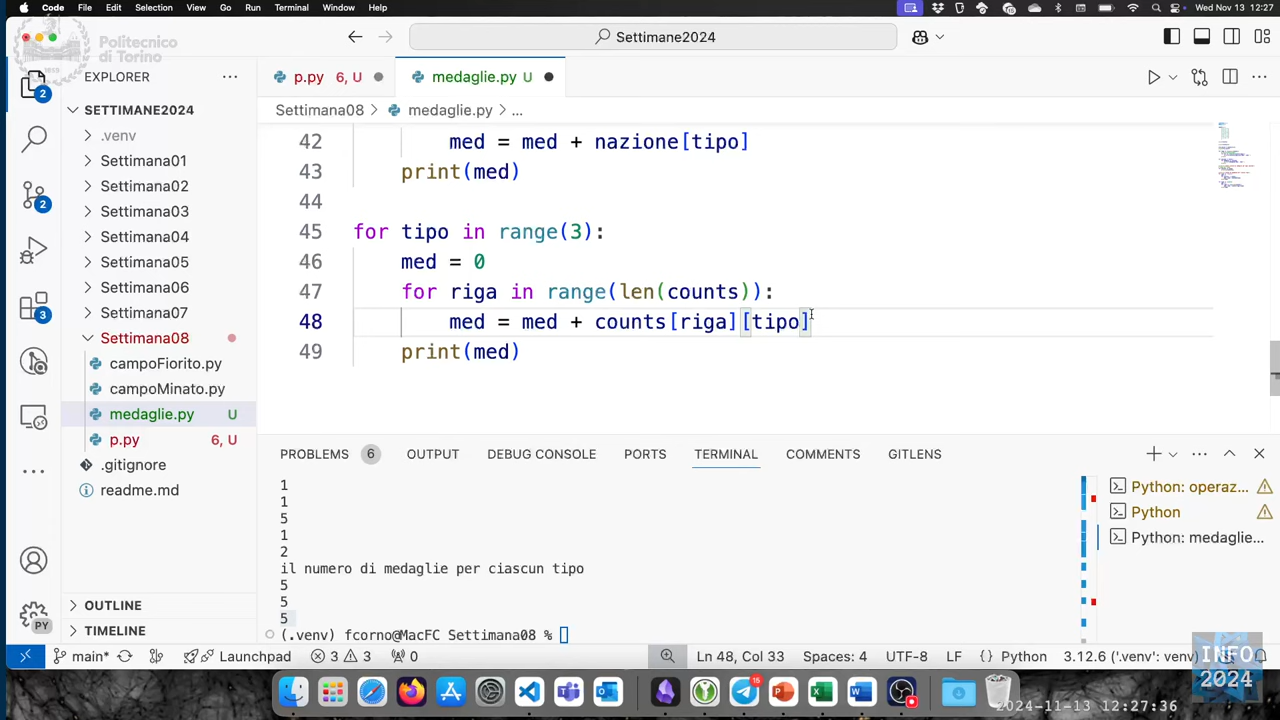 Code File Edit Selection View Go Run Terminal Window Help Wed Nov 13 12:27
Politecnico
di Torino
Settimane2024
EXPLORER
p.py 6, U
medaglie.py U
SETTIMANE2024
Settimana08 > medaglie.py > ...
.venv
Settimana01
Settimana02
Settimana03
Settimana04
Settimana05
Settimana06
Settimana07
Settimana08
campoFiorito.py
campoMinato.py
medaglie.py U
p.py 6, U
.gitignore
readme.md
OUTLINE
TIMELINE
2
2
3
PY
42 med = med + nazione[tipo]
43 print(med)
44
45 for tipo in range(3):
46 med = 0
47 for riga in range(len(counts)):
48 med = med + counts[riga][tipo]
49 print(med)
PROBLEMS 6 OUTPUT DEBUG CONSOLE PORTS TERMINAL COMMENTS GITLENS
1
1
5
1
2
il numero di medaglie per ciascun tipo
5
5
5
(.venv) fcorno@MacFC Settimana08 %
Python: operaz...
Python
Python: medaglie...
main* Launchpad 3 3 0 Ln 48, Col 33 Spaces: 4 UTF-8 LF {} Python 3.12.6 ('.venv': venv)
15
INFO
2024
2024-11-13 12:27:36